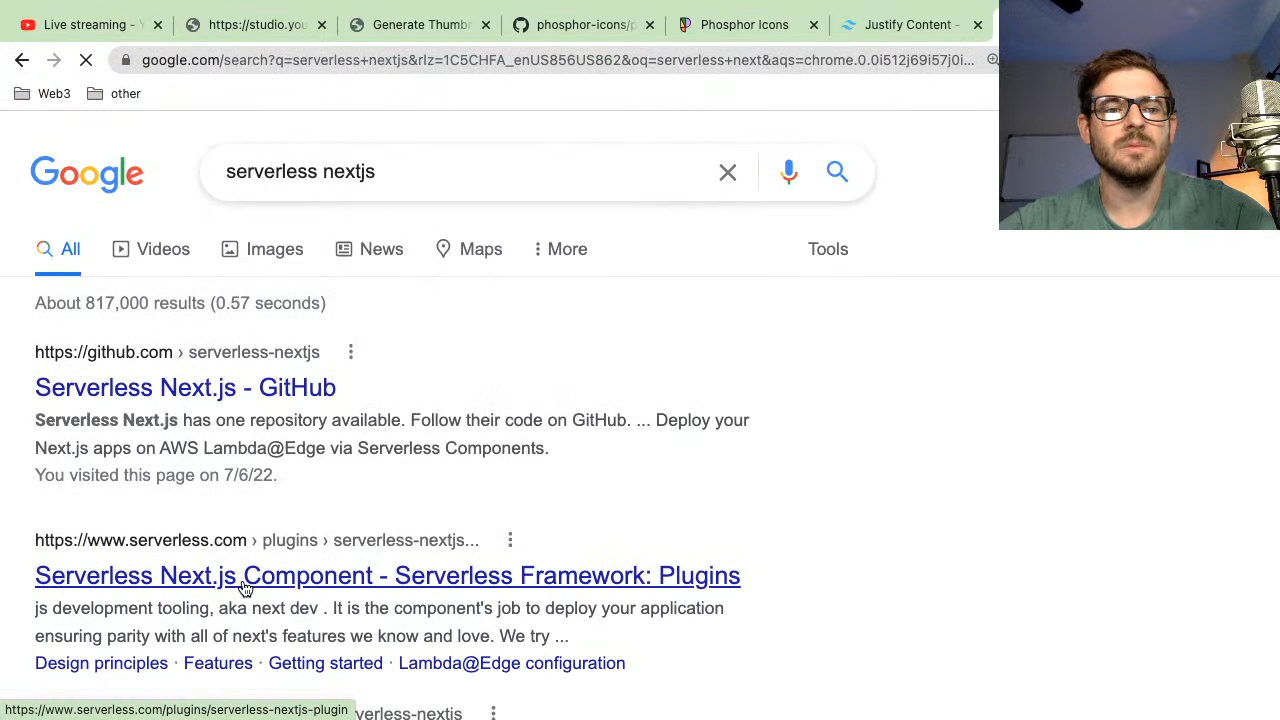 Live streaming - Y
https://studio.you
Generate Thumbn
phosphor-icons/p
Phosphor Icons
Justify Content -
google.com/search?q=serverless+nextjs&rlz=1C5CHFA_enUS856US862&oq=serverless+next&aqs=chrome.0.0i512j69i57j0i...
Web3
other
Google
serverless nextjs
All
Videos
Images
News
Maps
More
Tools
About 817,000 results (0.57 seconds)
https://github.com › serverless-nextjs
Serverless Next.js - GitHub
Serverless Next.js has one repository available. Follow their code on GitHub. ... Deploy your
Next.js apps on AWS Lambda@Edge via Serverless Components.
You visited this page on 7/6/22.
https://www.serverless.com › plugins › serverless-nextjs...
Serverless Next.js Component - Serverless Framework: Plugins
js development tooling, aka next dev . It is the component's job to deploy your application
ensuring parity with all of next's features we know and love. We try ...
Design principles · Features · Getting started · Lambda@Edge configuration
https://www.serverless.com/plugins/serverless-nextjs-plugin
verless-nextjs